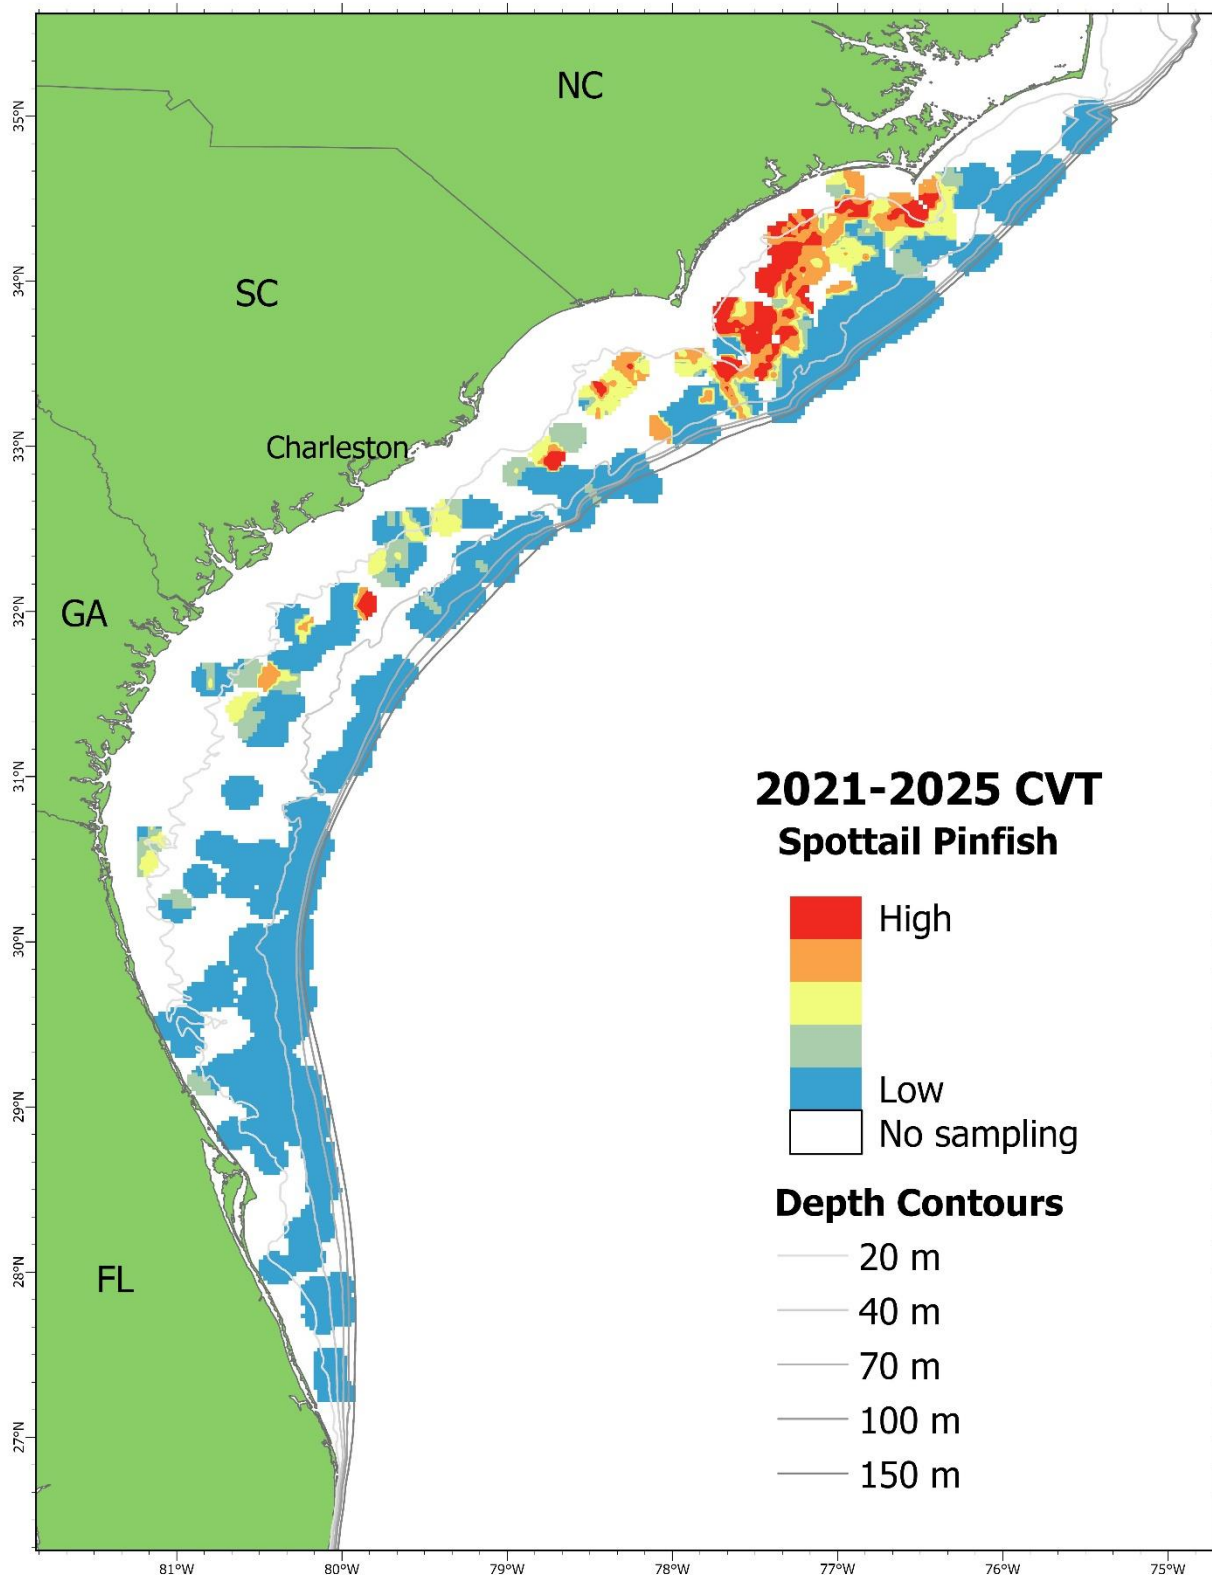 NC
SC
Charleston
GA
FL
2021-2025 CVT
Spottail Pinfish
High
Low
No sampling
Depth Contours
20 m
40 m
70 m
100 m
150 m
35°N
34°N
33°N
32°N
31°N
30°N
29°N
28°N
27°N
81°W
80°W
79°W
78°W
77°W
76°W
75°W